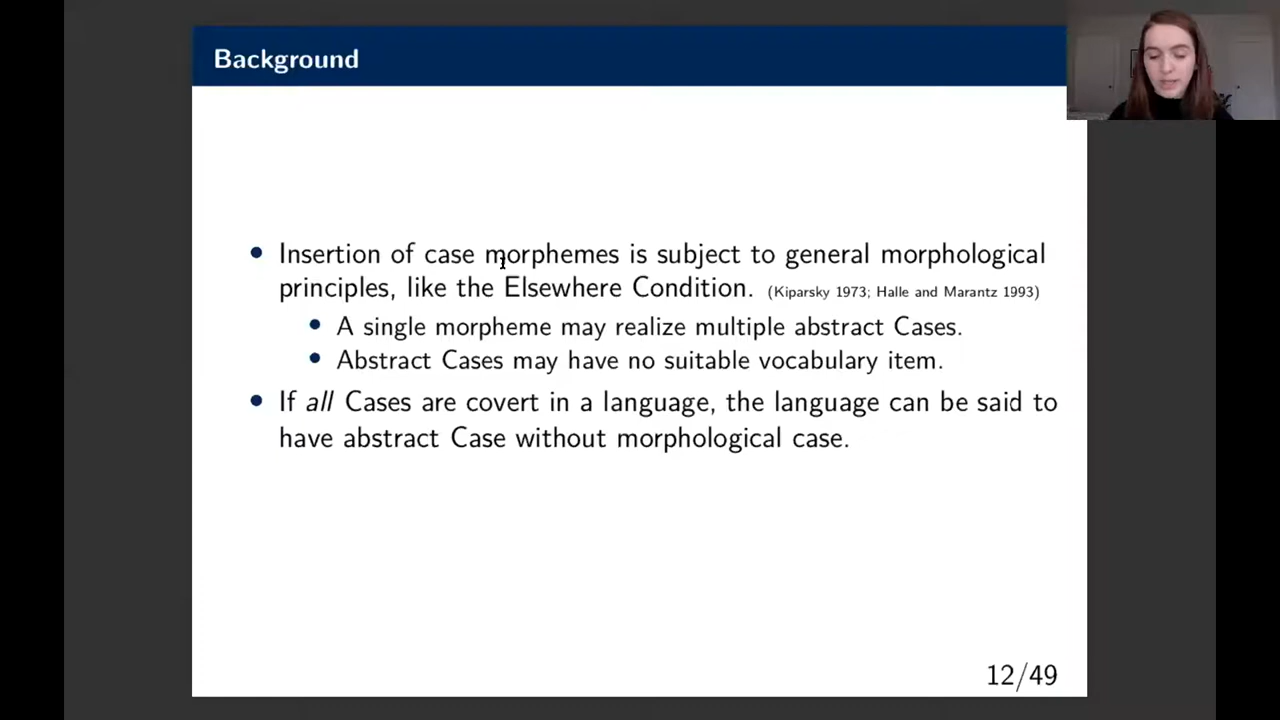 Background
• Insertion of case morphemes is subject to general morphological
principles, like the Elsewhere Condition. (Kiparsky 1973; Halle and Marantz 1993)
• A single morpheme may realize multiple abstract Cases.
• Abstract Cases may have no suitable vocabulary item.
• If all Cases are covert in a language, the language can be said to
have abstract Case without morphological case.
12/49